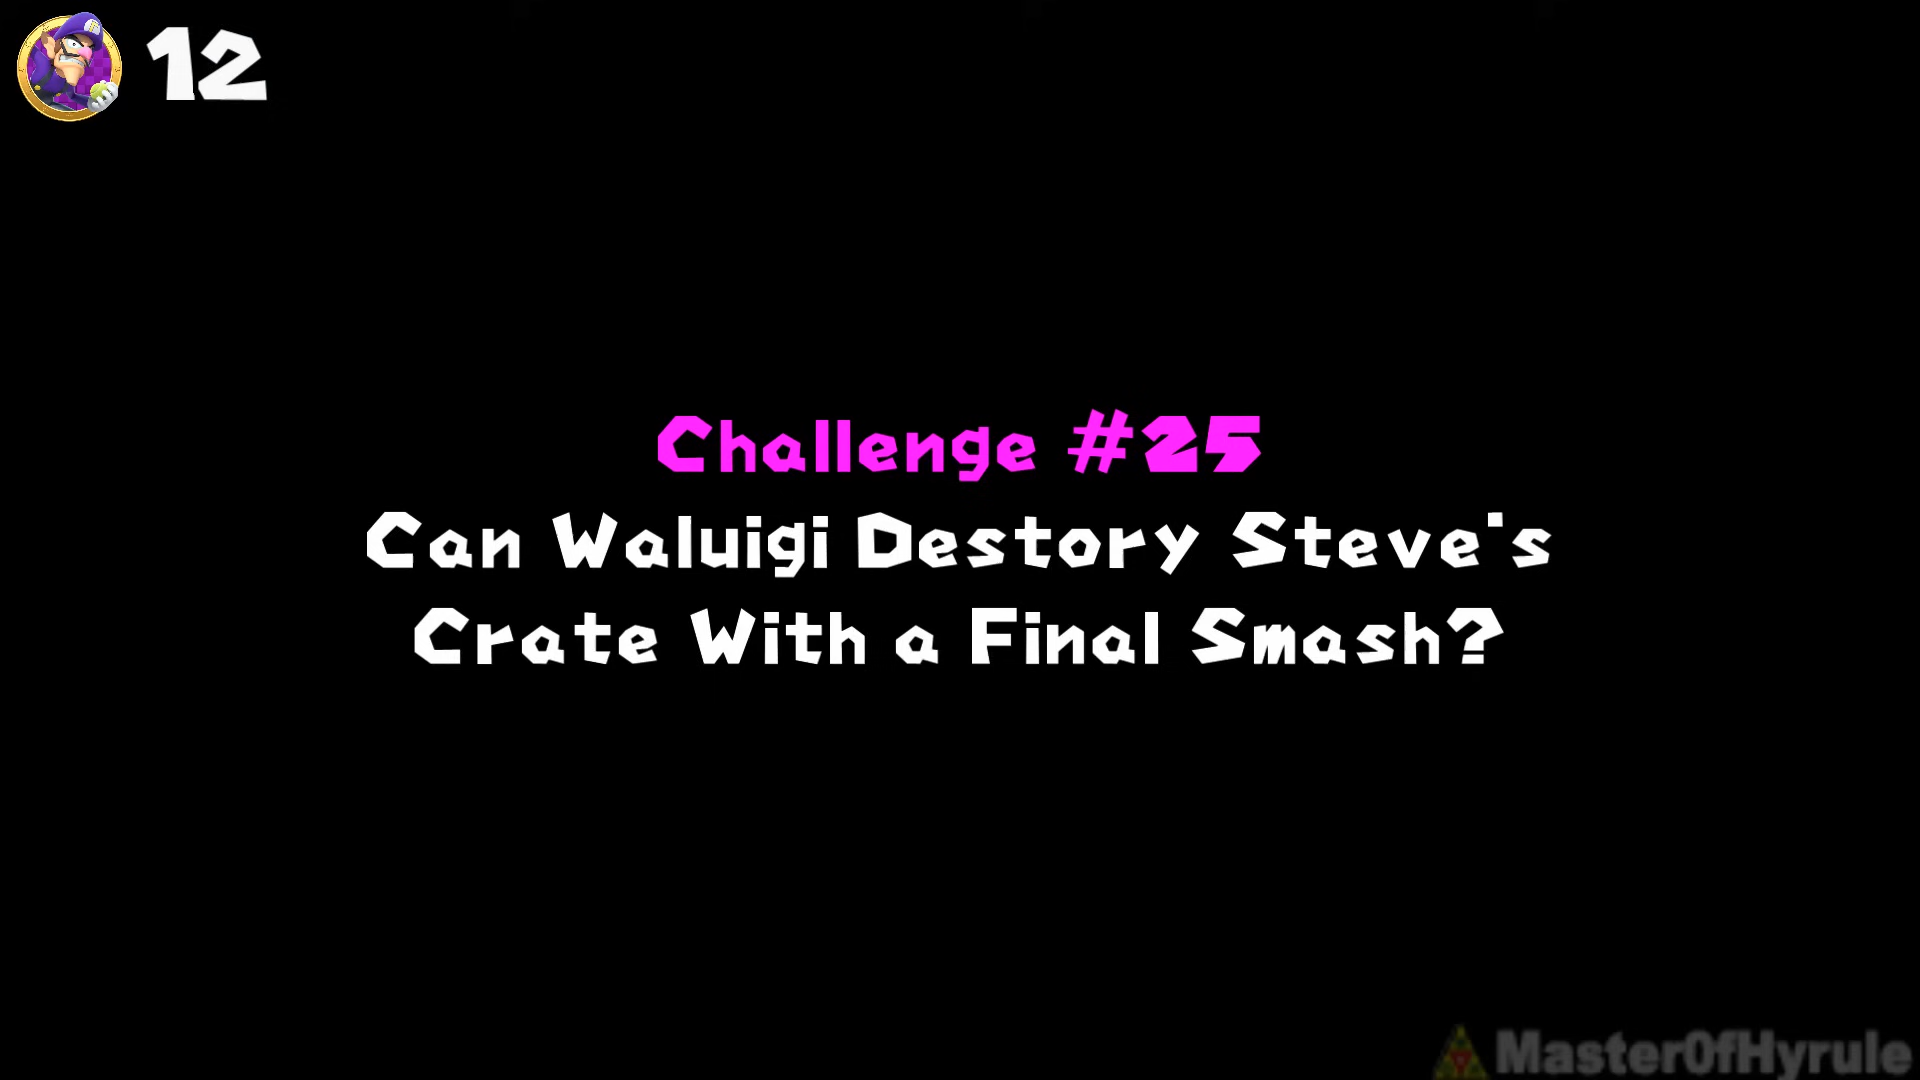 12
Challenge #25
Can Waluigi Destory Steve's
Crate With a Final Smash?
MasterOfHyrule